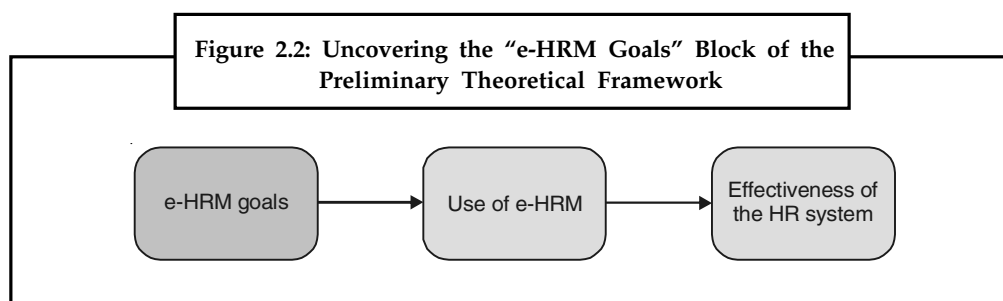 Figure 2.2: Uncovering the “e-HRM Goals” Block of the
Preliminary Theoretical Framework
e-HRM goals
Use of e-HRM
Effectiveness of
the HR system